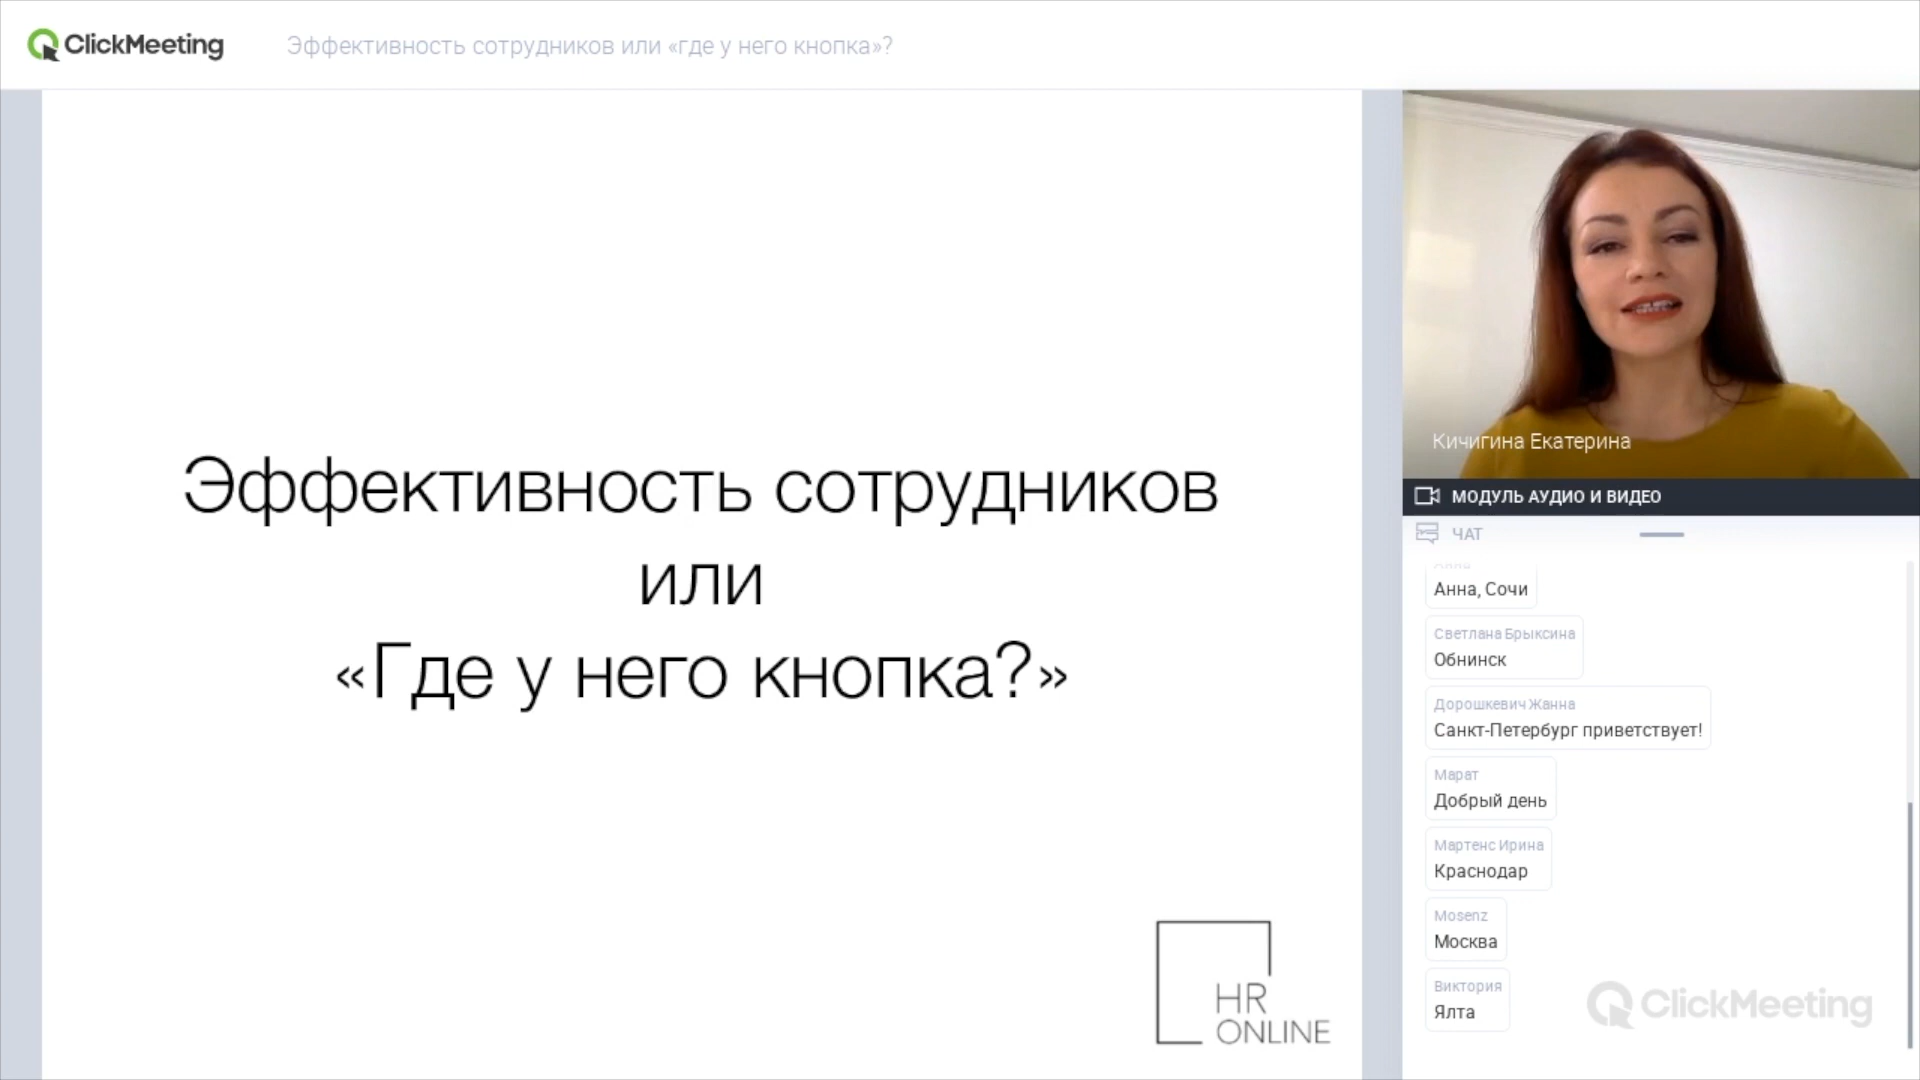 ClickMeeting
Эффективность сотрудников или «где у него кнопка»?
Эффективность сотрудников
или
«Где у него кнопка?»
HR
ONLINE
Кичигина Екатерина
МОДУЛЬ АУДИО И ВИДЕО
ЧАТ
Анна, Сочи
Светлана Брыксина
Обнинск
Дорошкевич Жанна
Санкт-Петербург приветствует!
Марат
Добрый день
Мартенс Ирина
Краснодар
Mosenz
Москва
Виктория
Ялта
ClickMeeting